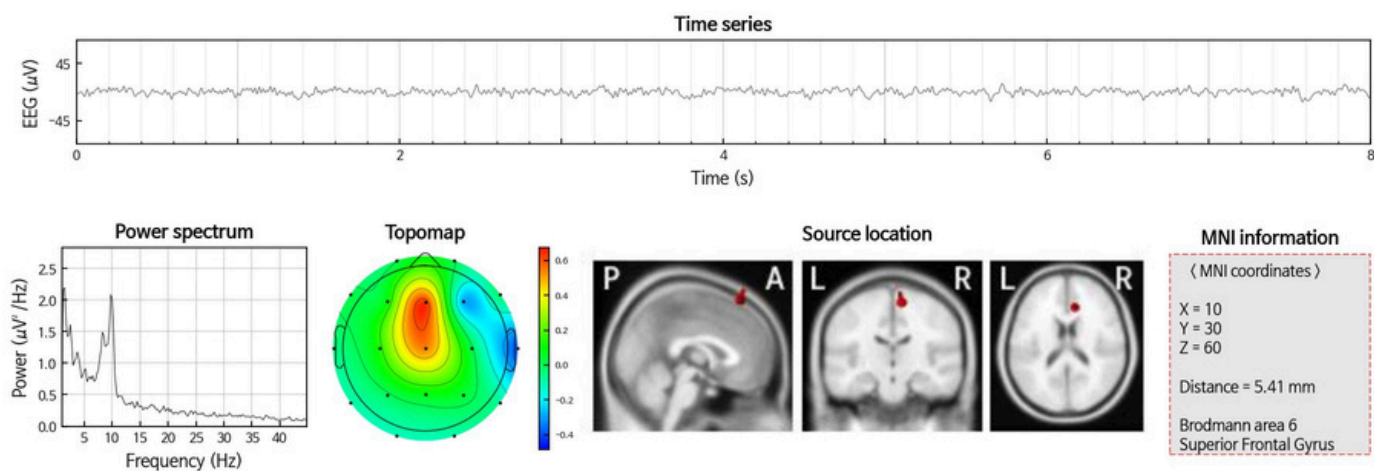 Time series
EEG (μV)
45
-45
0
2
4
6
8
Time (s)
Power spectrum
Power (μV²/Hz)
2.5
2.0
1.5
1.0
0.5
0.0
5 10 15 20 25 30 35 40
Frequency (Hz)
Topomap
0.6
0.4
0.2
0.0
-0.2
-0.4
Source location
P A
L R
L R
MNI information
⟨ MNI coordinates ⟩
X = 10
Y = 30
Z = 60
Distance = 5.41 mm
Brodmann area 6
Superior Frontal Gyrus